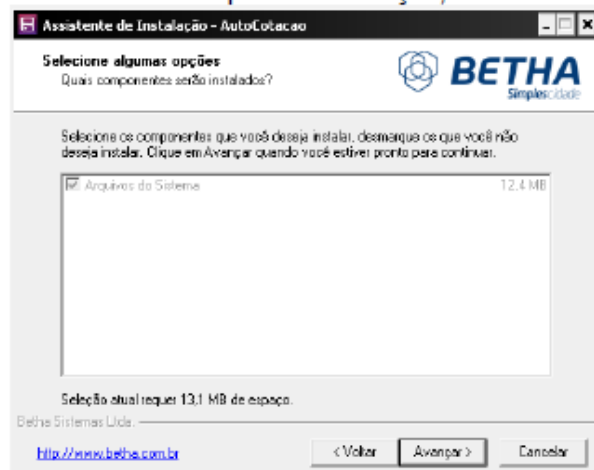 Assistente de Instalação - AutoCotacao
Selecione algumas opções
Quais componentes serão instalados?
BETHA
Simplescidade
Selecione os componentes que você deseja instalar, desmarque os que você não
deseja instalar. Clique em Avançar quando você estiver pronto para continuar.
Arquivos do Sistema 12,4 MB
Seleção atual requer 13,1 MB de espaço.
Betha Sistemas Ltda.
http://www.betha.com.br
< Voltar Avançar > Cancelar